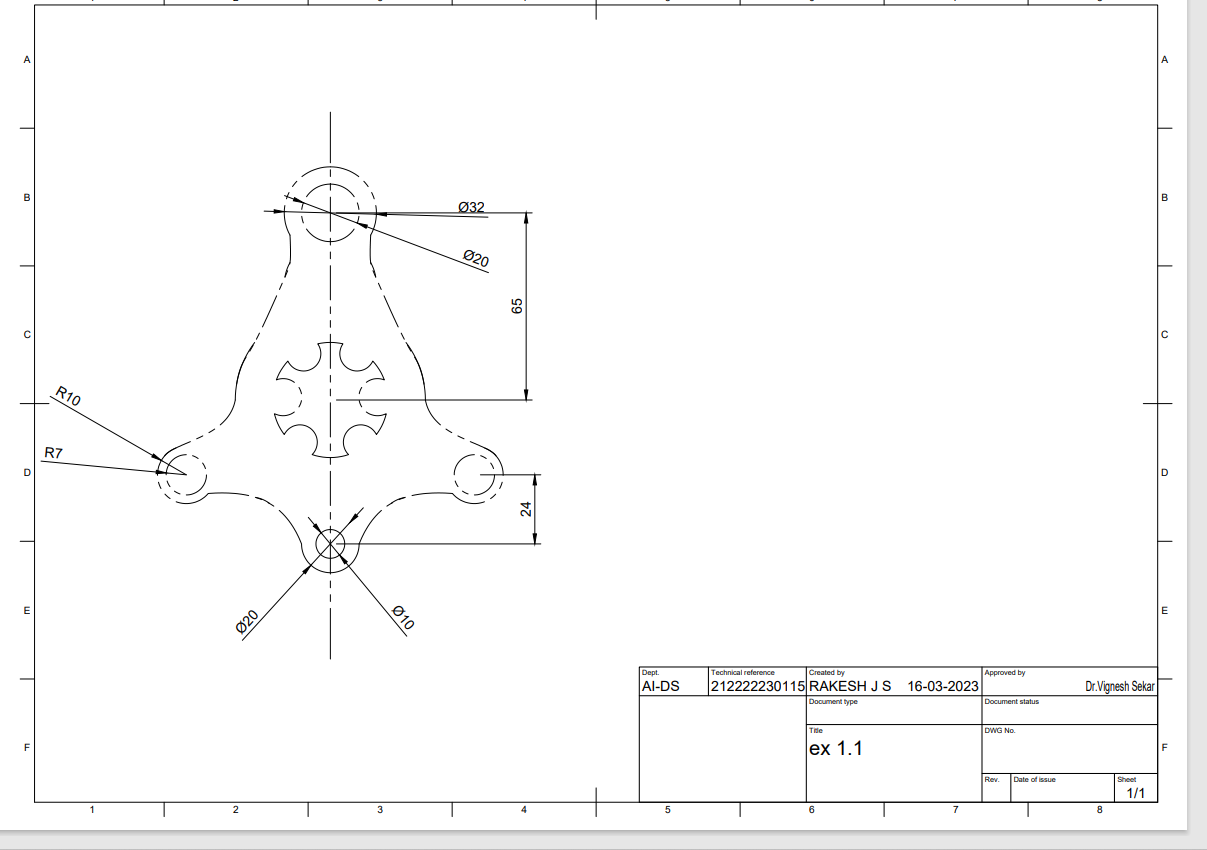 A
A
B
B
Ø32
Ø20
65
C
C
R10
R7
D
D
24
Ø20
Ø10
E
E
Dept.
Technical reference
Created by
Approved by
AI-DS
212222230115
RAKESH J S 16-03-2023
Dr.Vignesh Sekar
Document type
Document status
Title
DWG No.
ex 1.1
F
F
Rev.
Date of issue
Sheet
1/1
1
2
3
4
5
6
7
8